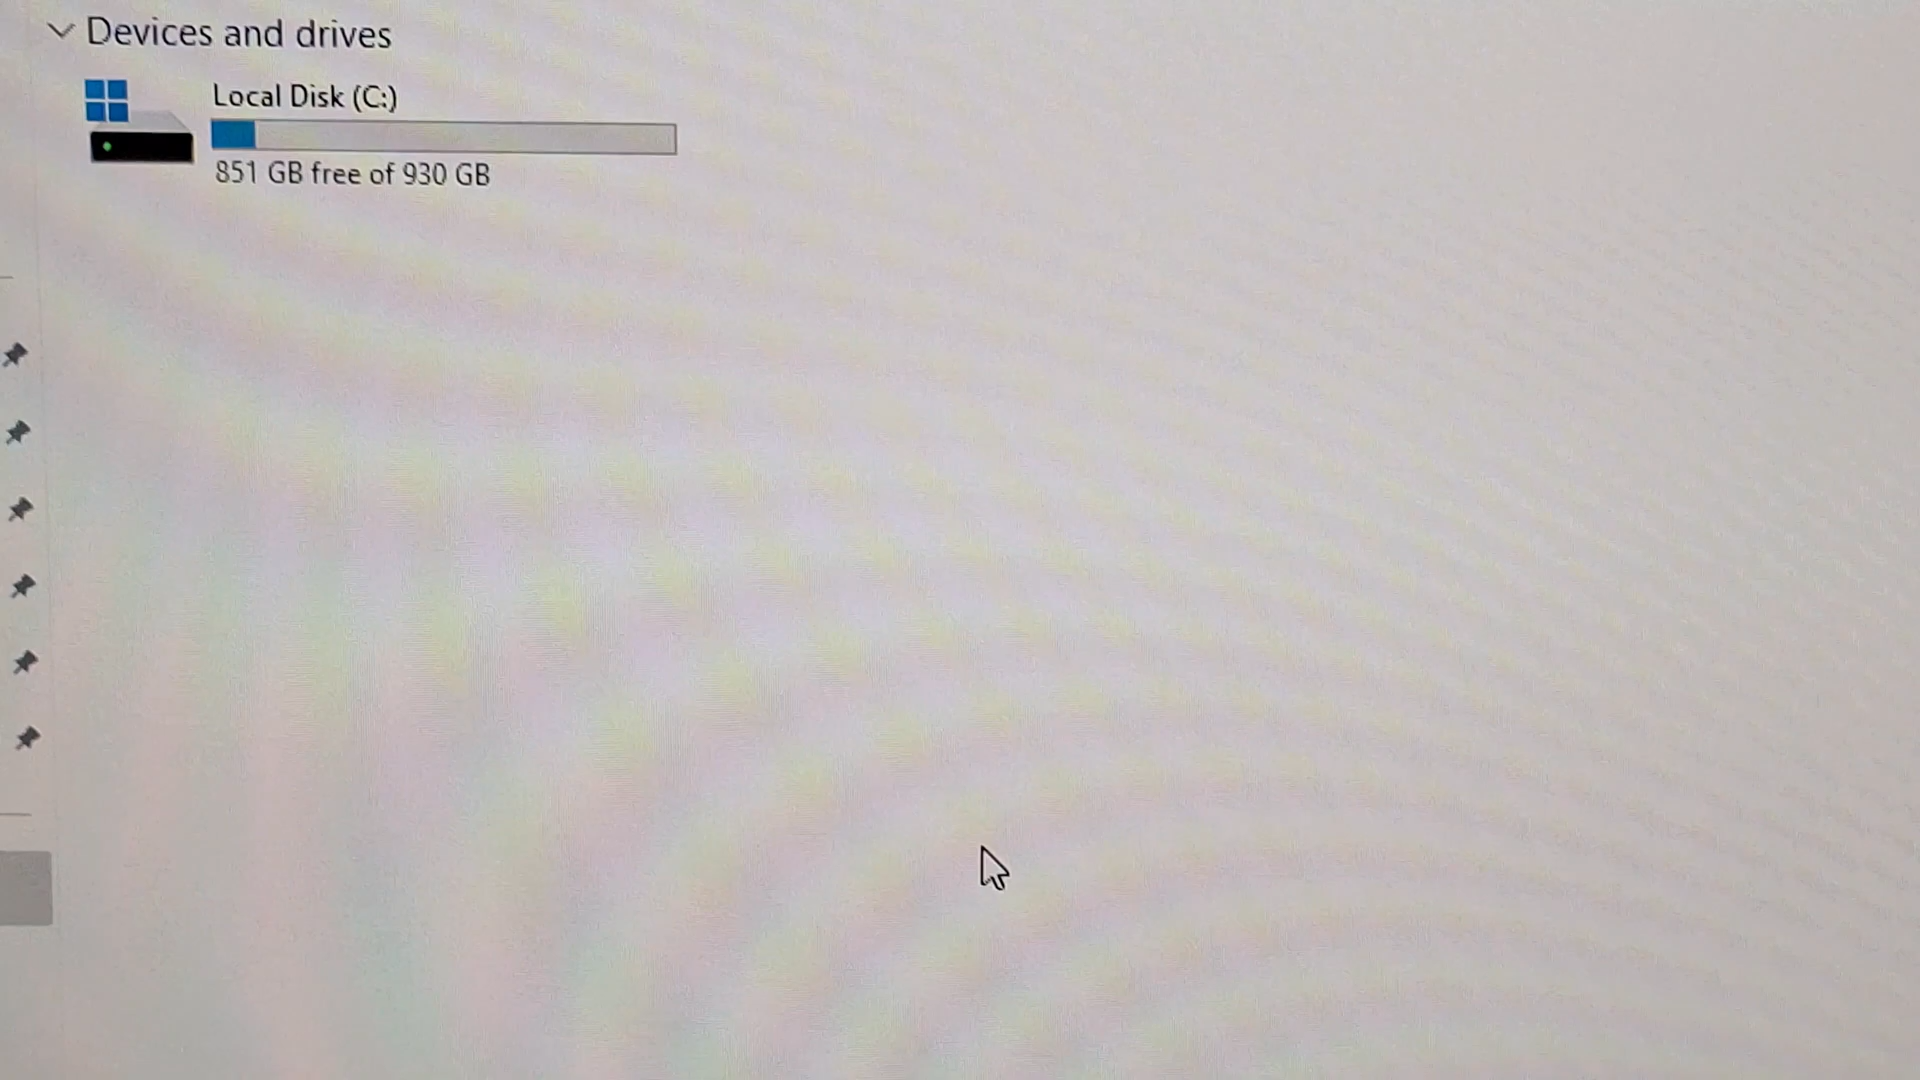 Devices and drives
Local Disk (C:)
851 GB free of 930 GB